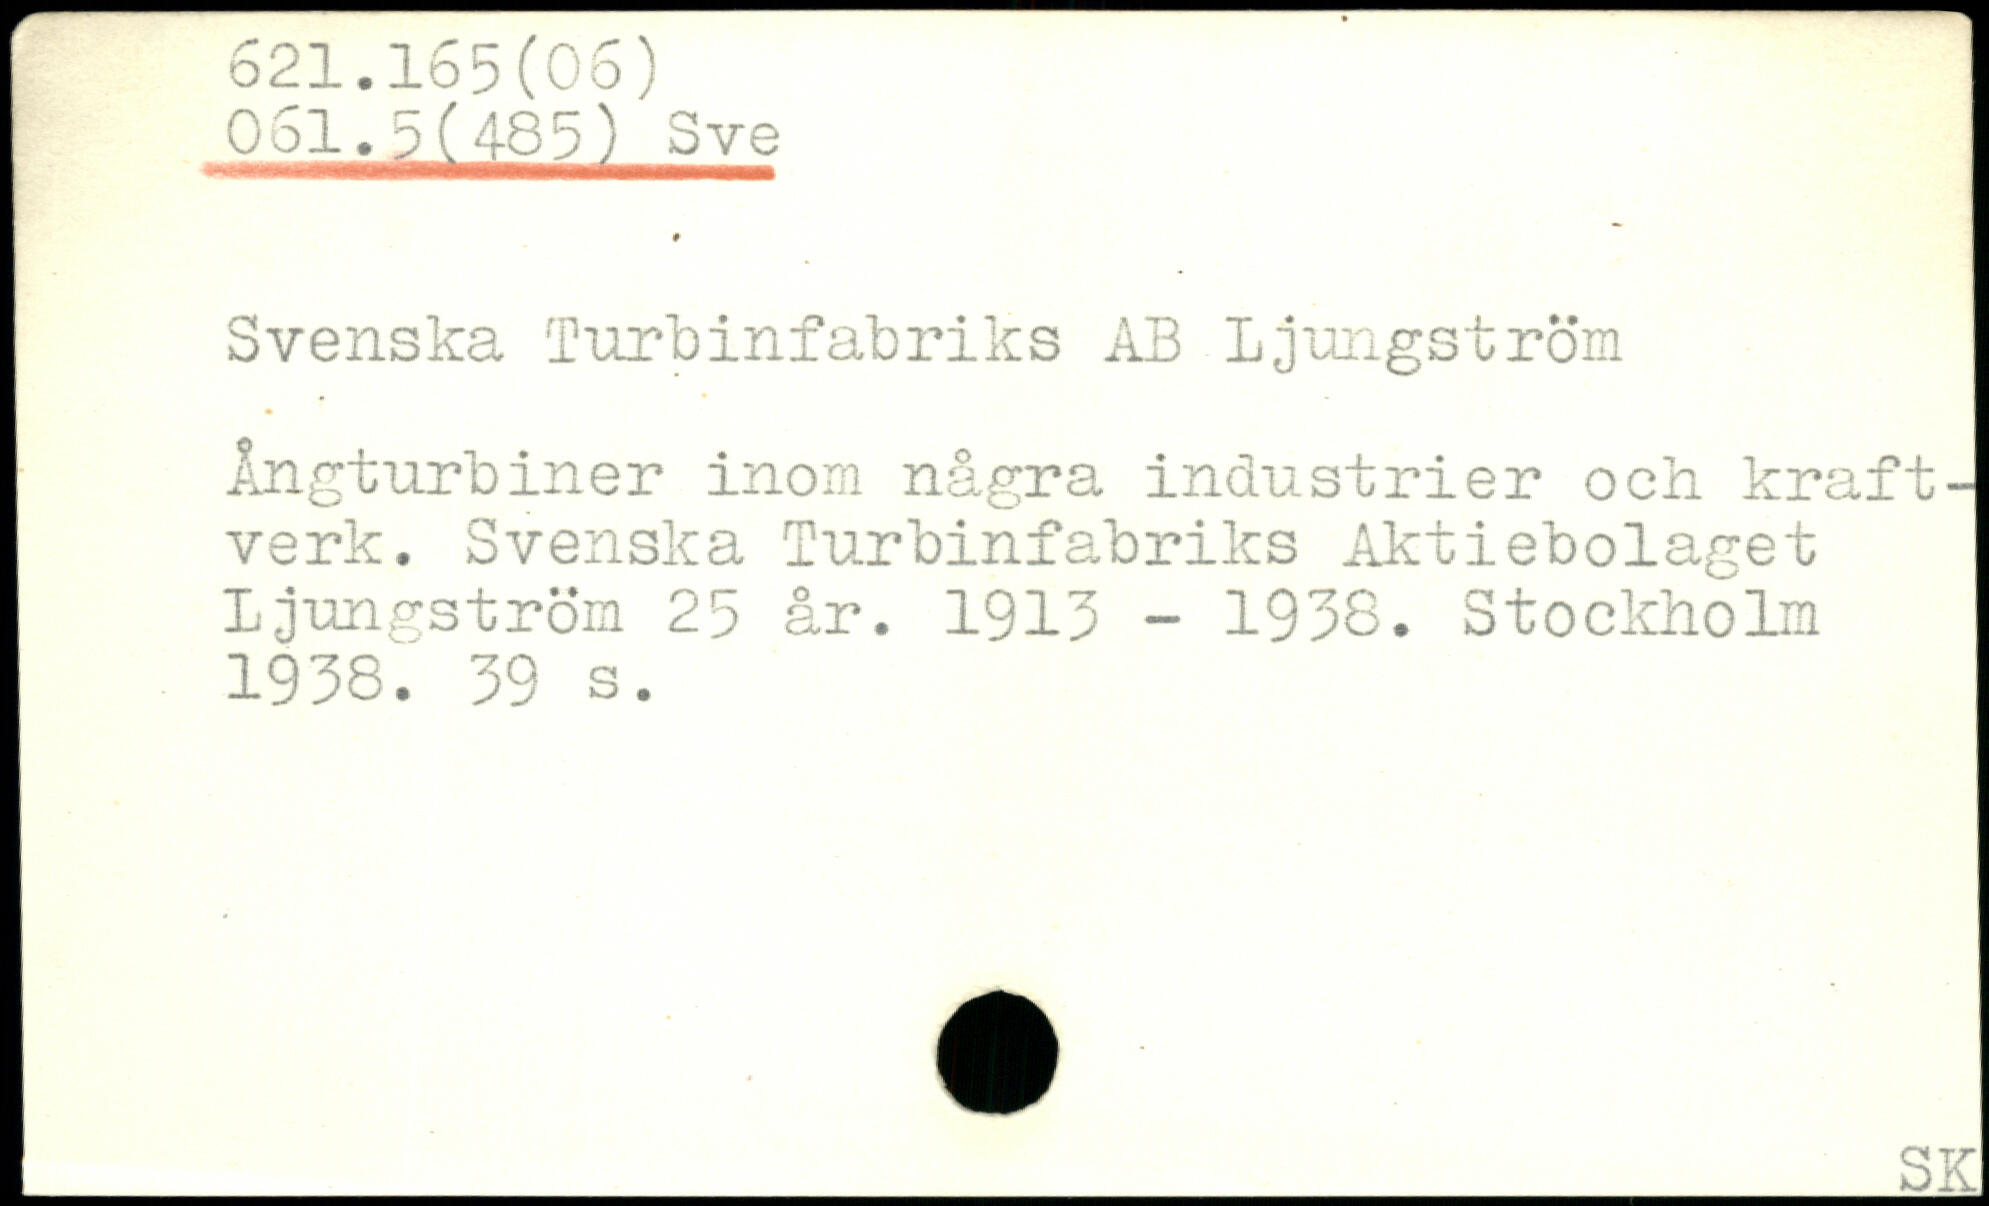 621.165(06)
061.5(485) Sve
Svenska Turbinfabriks AB Ljungström
Ångturbiner inom några industrier och kraft-
verk. Svenska Turbinfabriks Aktiebolaget
Ljungström 25 år. 1913 - 1938. Stockholm
1938. 39 s.
SK